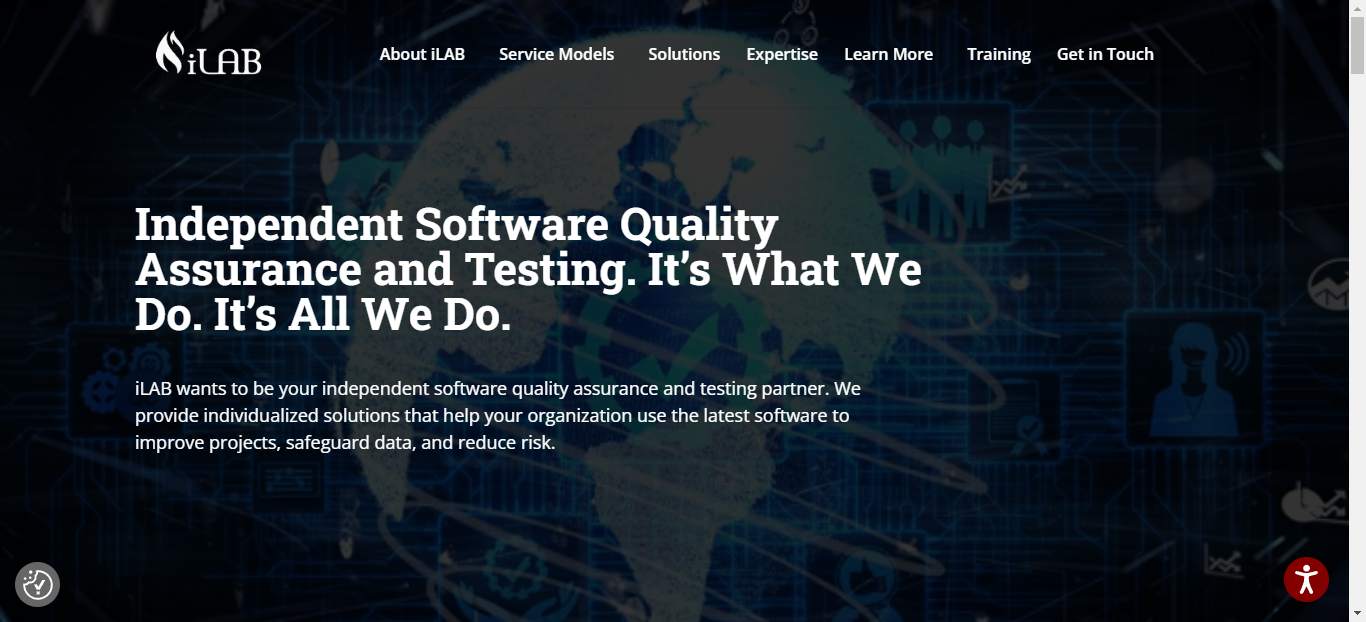 iLAB
About iLAB Service Models Solutions Expertise Learn More Training Get in Touch
Independent Software Quality
Assurance and Testing. It’s What We
Do. It’s All We Do.
iLAB wants to be your independent software quality assurance and testing partner. We
provide individualized solutions that help your organization use the latest software to
improve projects, safeguard data, and reduce risk.